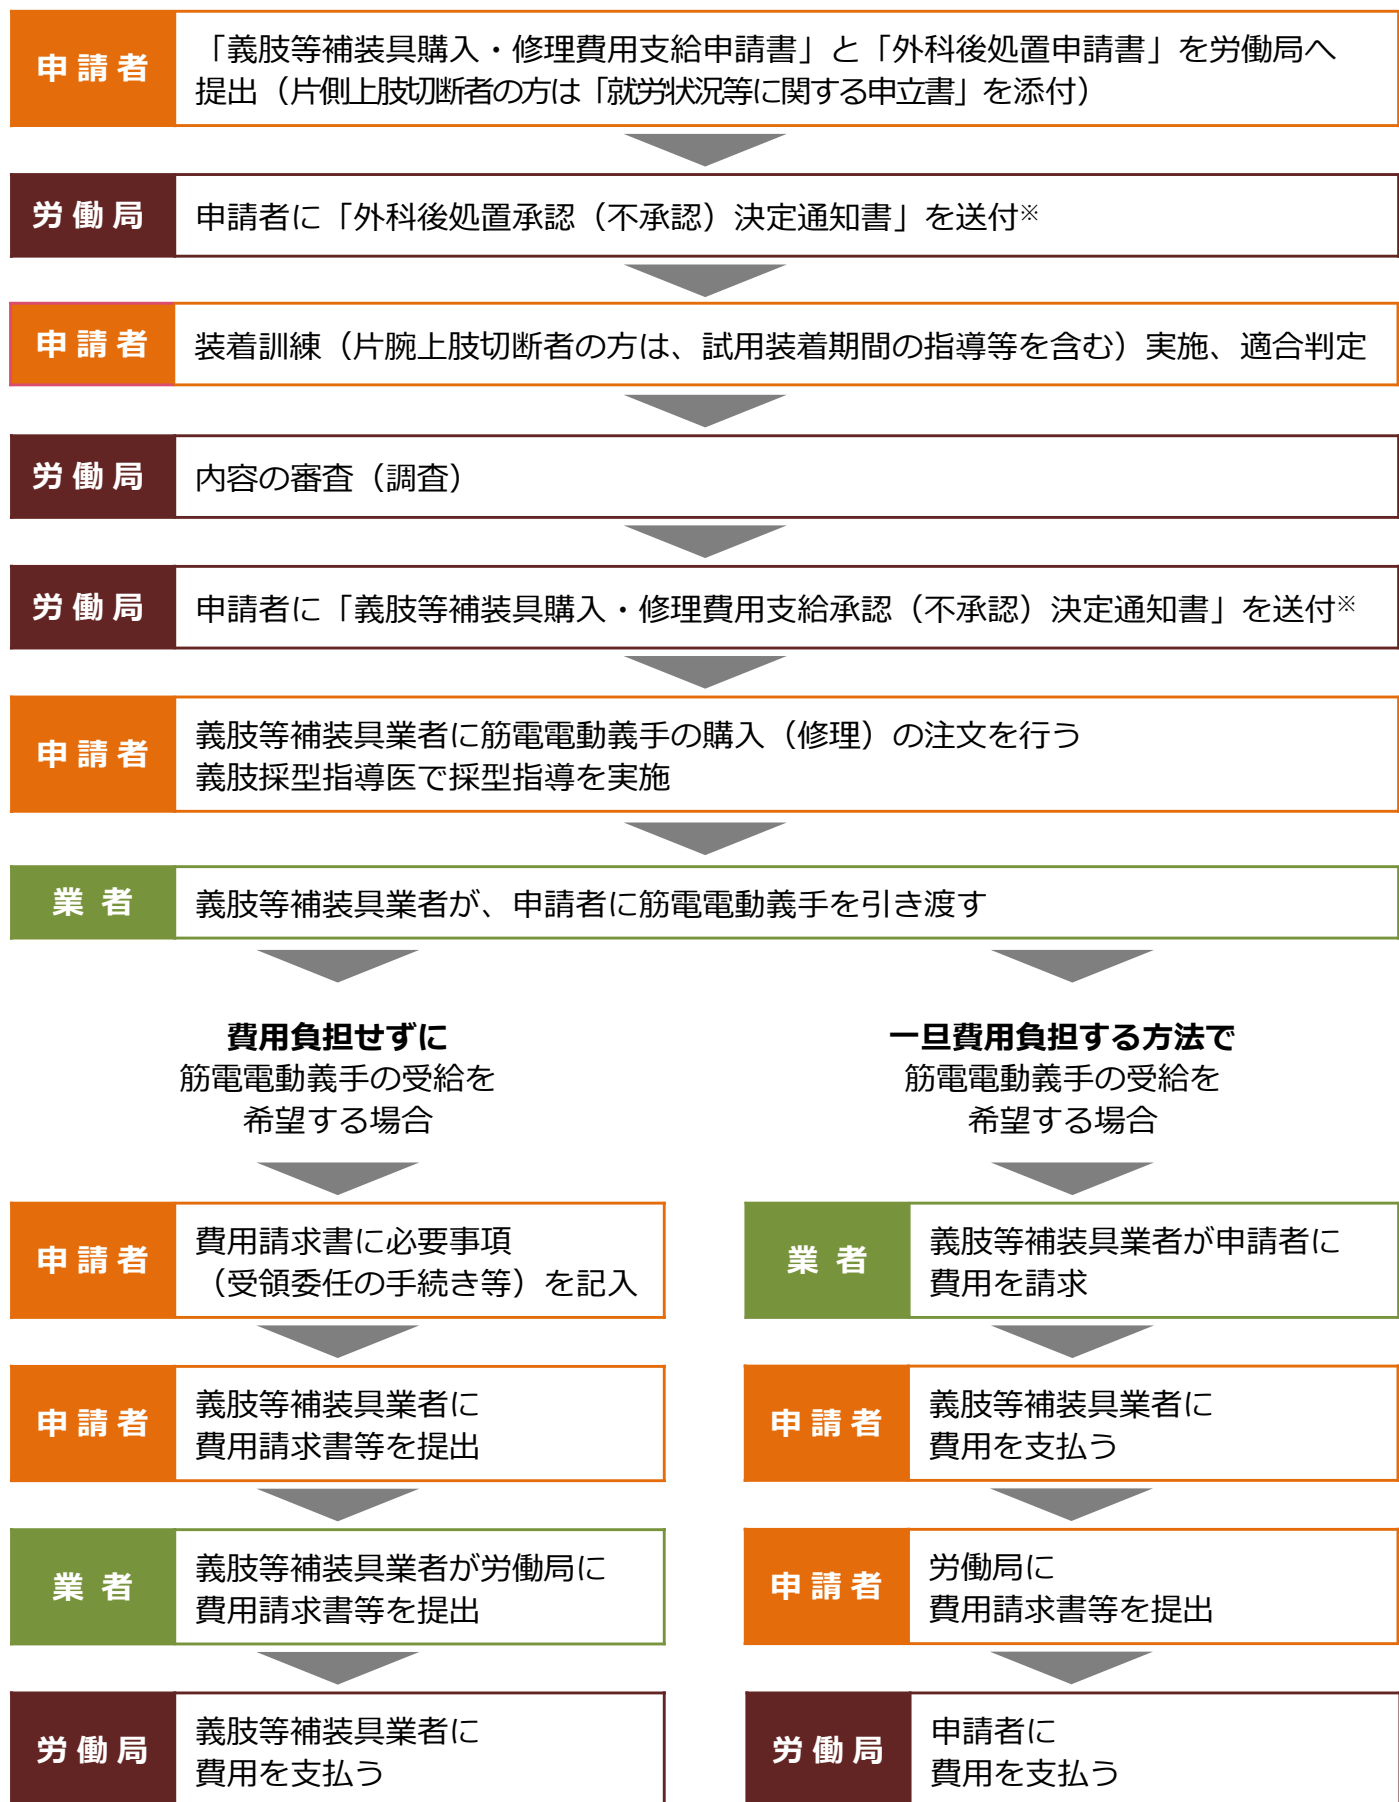 申請者
「義肢等補装具購入・修理費用支給申請書」と「外科後処置申請書」を労働局へ
提出（片側上肢切断者の方は「就労状況等に関する申立書」を添付）
労働局
申請者に「外科後処置承認（不承認）決定通知書」を送付※
申請者
装着訓練（片腕上肢切断者の方は、試用装着期間の指導等を含む）実施、適合判定
労働局
内容の審査（調査）
労働局
申請者に「義肢等補装具購入・修理費用支給承認（不承認）決定通知書」を送付※
申請者
義肢等補装具業者に筋電電動義手の購入（修理）の注文を行う
義肢採型指導医で採型指導を実施
業者
義肢等補装具業者が、申請者に筋電電動義手を引き渡す
費用負担せずに
筋電電動義手の受給を
希望する場合
申請者
費用請求書に必要事項
（受領委任の手続き等）を記入
申請者
義肢等補装具業者に
費用請求書等を提出
業者
義肢等補装具業者が労働局に
費用請求書等を提出
労働局
義肢等補装具業者に
費用を支払う
一旦費用負担する方法で
筋電電動義手の受給を
希望する場合
業者
義肢等補装具業者が申請者に
費用を請求
申請者
義肢等補装具業者に
費用を支払う
申請者
労働局に
費用請求書等を提出
労働局
申請者に
費用を支払う